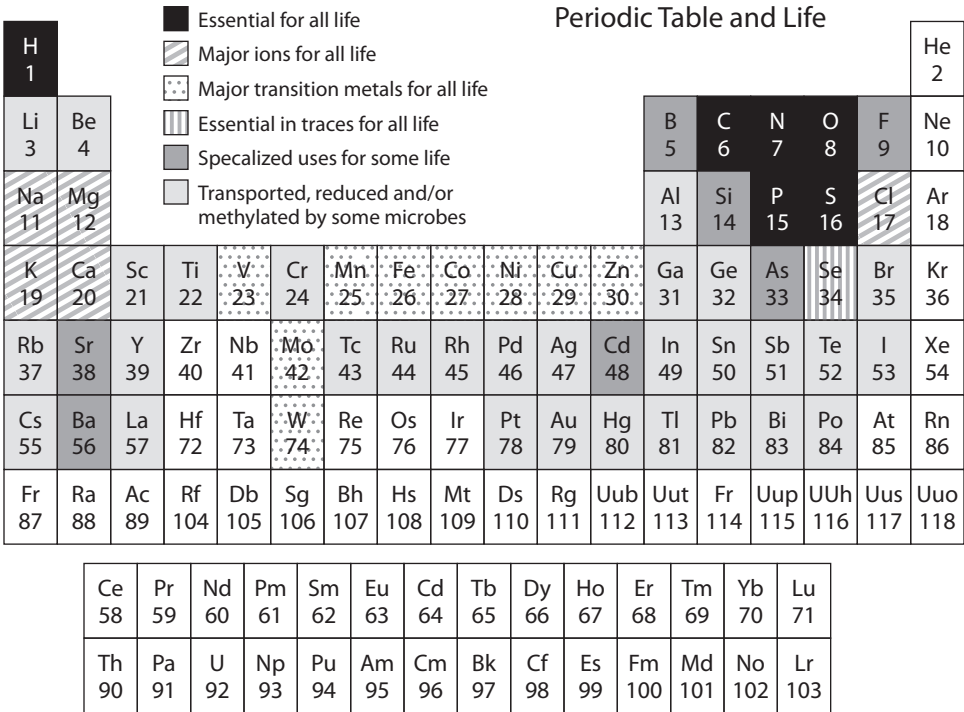 Periodic Table and Life
Essential for all life
Major ions for all life
Major transition metals for all life
Essential in traces for all life
Specalized uses for some life
Transported, reduced and/or
methylated by some microbes
H He
1 2
Li Be B C N O F Ne
3 4 5 6 7 8 9 10
Na Mg Al Si P S Cl Ar
11 12 13 14 15 16 17 18
K Ca Sc Ti V Cr Mn Fe Co Ni Cu Zn Ga Ge As Se Br Kr
19 20 21 22 23 24 25 26 27 28 29 30 31 32 33 34 35 36
Rb Sr Y Zr Nb Mo Tc Ru Rh Pd Ag Cd In Sn Sb Te I Xe
37 38 39 40 41 42 43 44 45 46 47 48 49 50 51 52 53 54
Cs Ba La Hf Ta W Re Os Ir Pt Au Hg Tl Pb Bi Po At Rn
55 56 57 72 73 74 75 76 77 78 79 80 81 82 83 84 85 86
Fr Ra Ac Rf Db Sg Bh Hs Mt Ds Rg Uub Uut Fr Uup UUh Uus Uuo
87 88 89 104 105 106 107 108 109 110 111 112 113 114 115 116 117 118
Ce Pr Nd Pm Sm Eu Cd Tb Dy Ho Er Tm Yb Lu
58 59 60 61 62 63 64 65 66 67 68 69 70 71
Th Pa U Np Pu Am Cm Bk Cf Es Fm Md No Lr
90 91 92 93 94 95 96 97 98 99 100 101 102 103